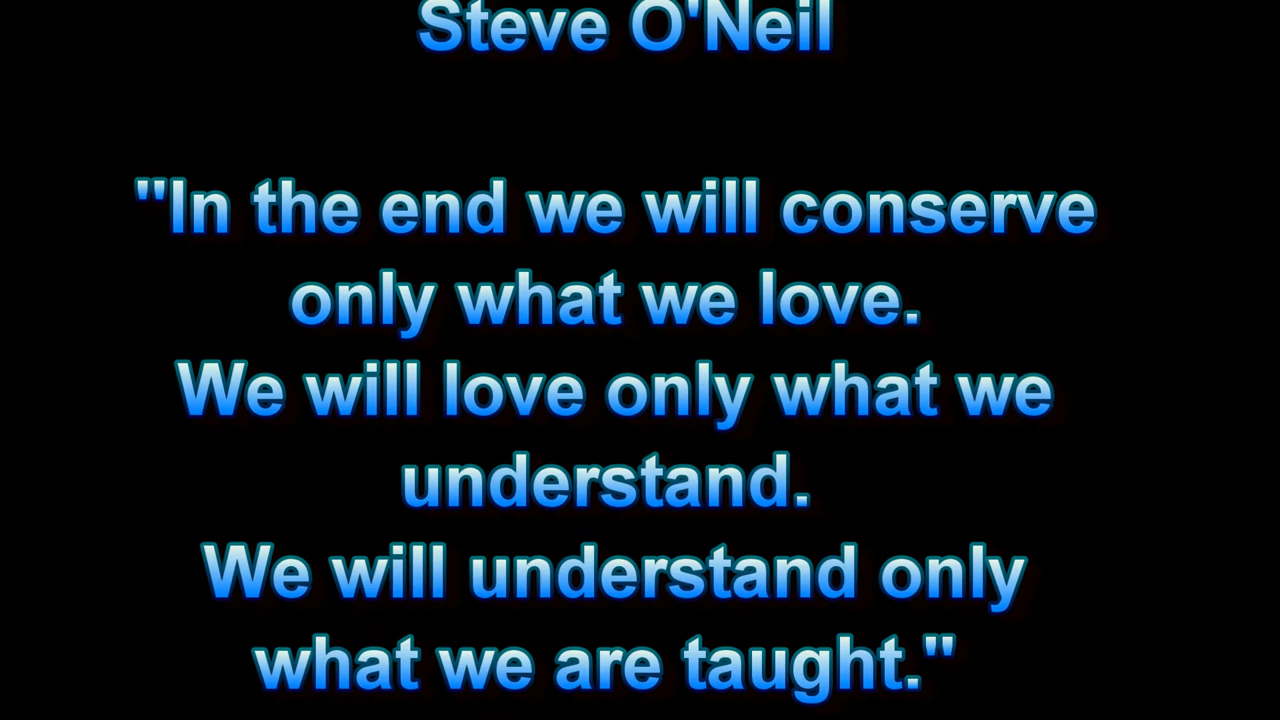 Steve O'Neil
"In the end we will conserve
only what we love.
We will love only what we
understand.
We will understand only
what we are taught."